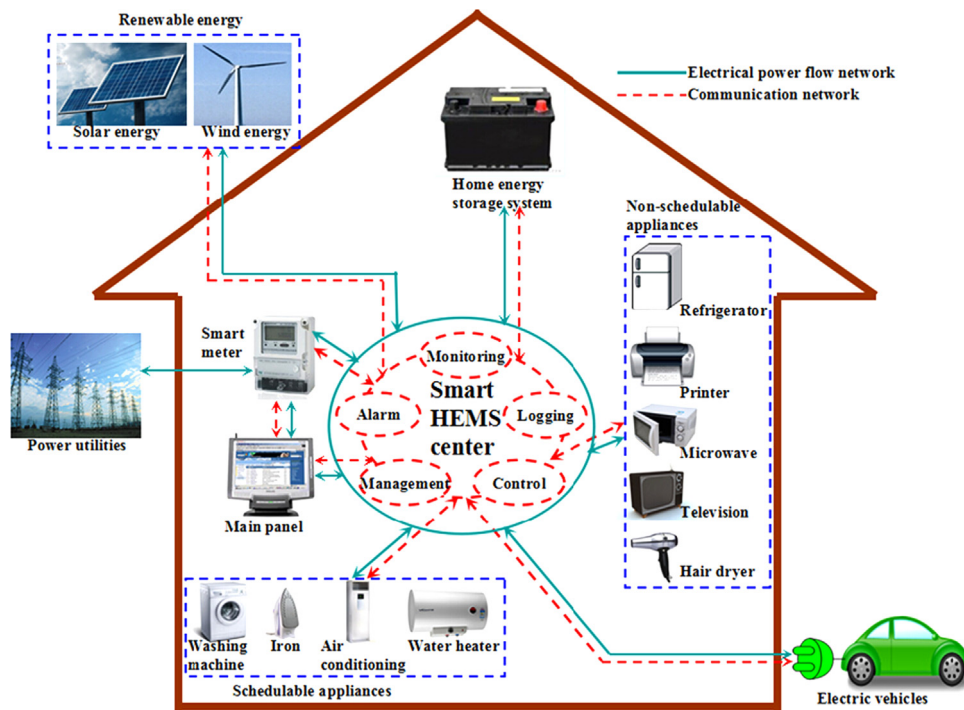 Renewable energy
Solar energy
Wind energy
Electrical power flow network
Communication network
Home energy
storage system
Non-schedulable
appliances
Refrigerator
Printer
Microwave
Television
Hair dryer
Smart
meter
Power utilities
Main panel
Monitoring
Alarm
Smart
HEMS
center
Logging
Management
Control
Washing
machine
Iron
Air
conditioning
Water heater
Schedulable appliances
Electric vehicles